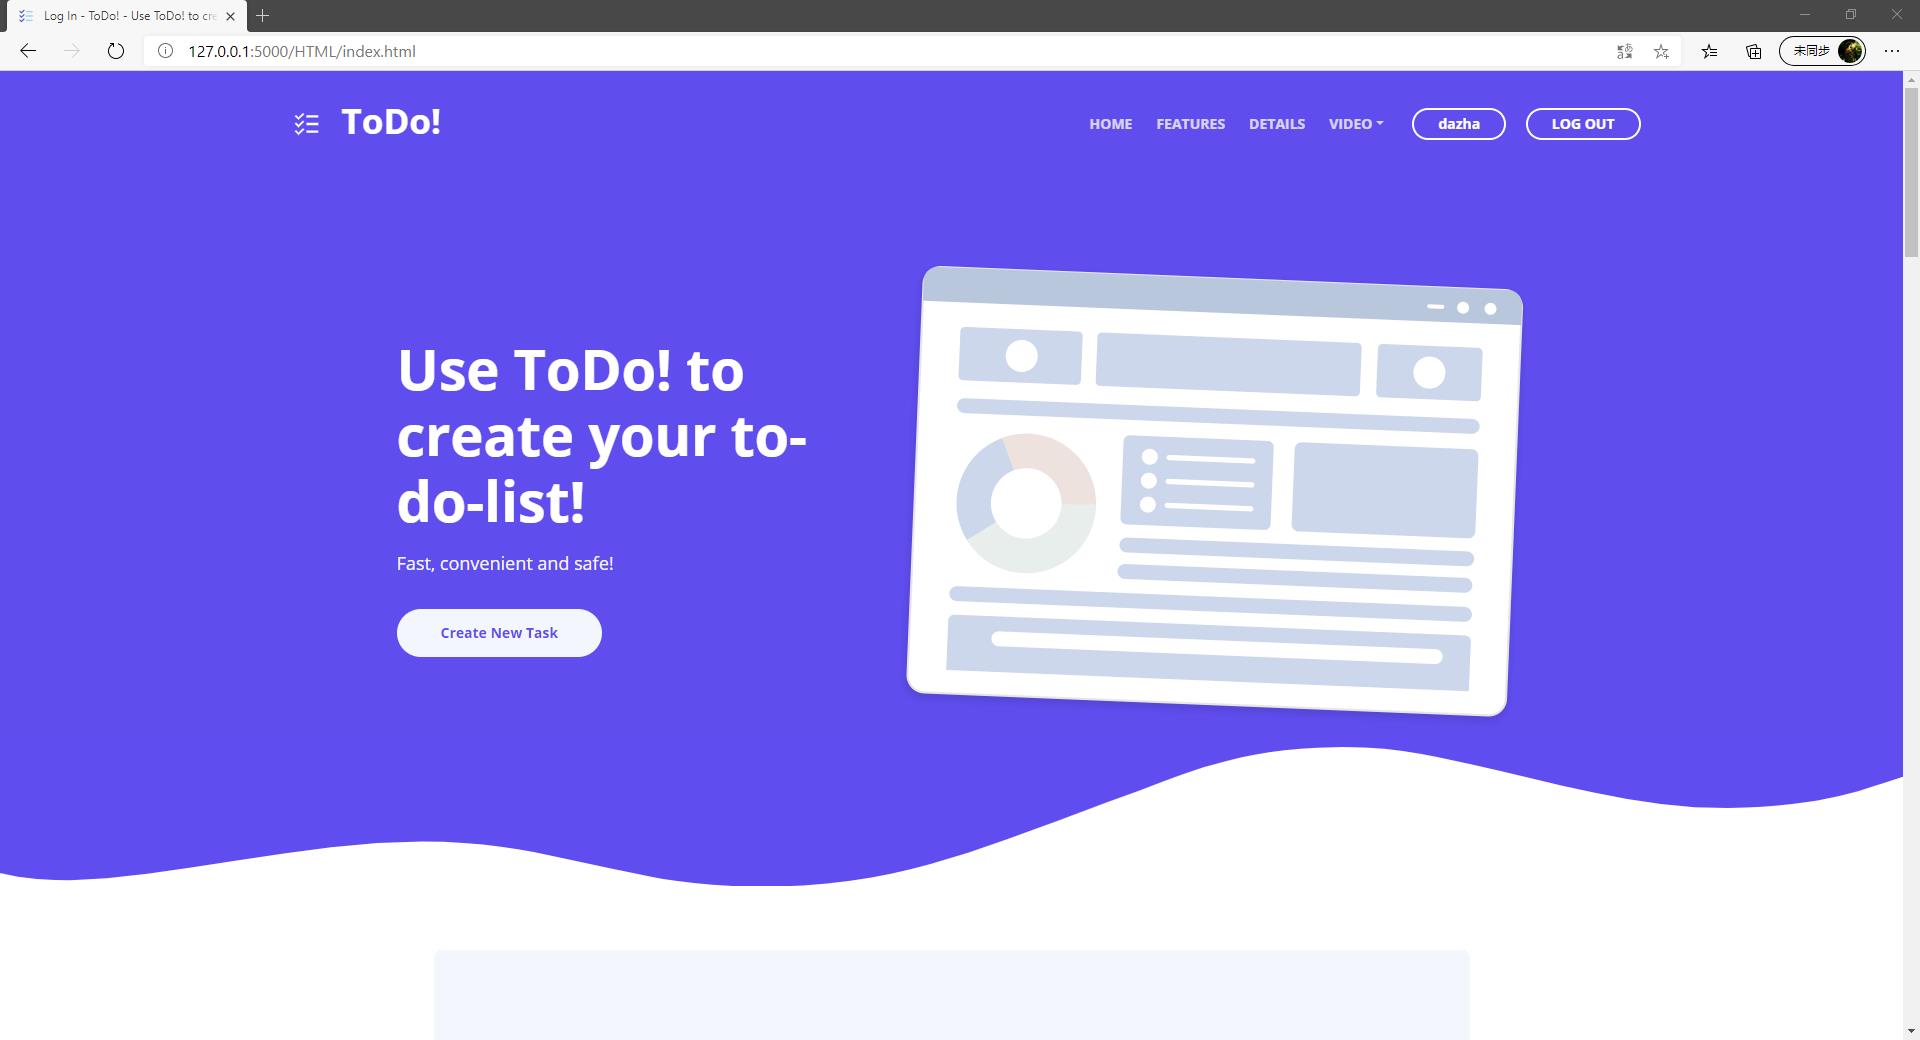 Log In - ToDo! - Use ToDo! to cre
127.0.0.1:5000/HTML/index.html
未同步
ToDo!
HOME FEATURES DETAILS VIDEO dazha LOG OUT
Use ToDo! to
create your to-
do-list!
Fast, convenient and safe!
Create New Task